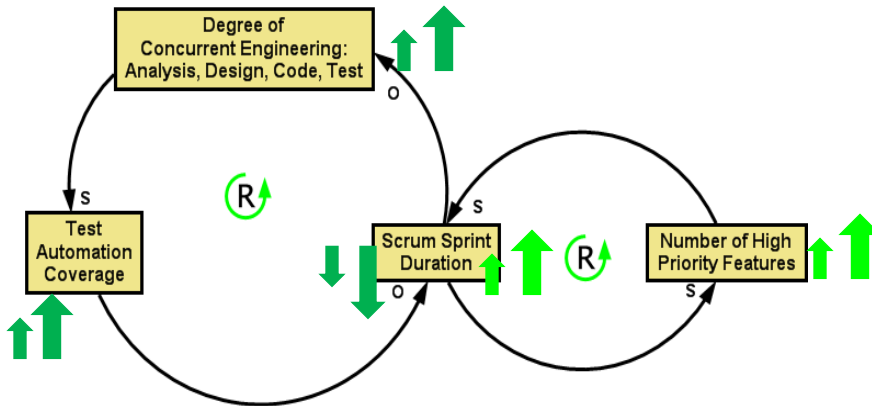 Degree of
Concurrent Engineering:
Analysis, Design, Code, Test
O
S
R
S
Test
Automation
Coverage
Scrum Sprint
Duration
R
Number of High
Priority Features
O
S